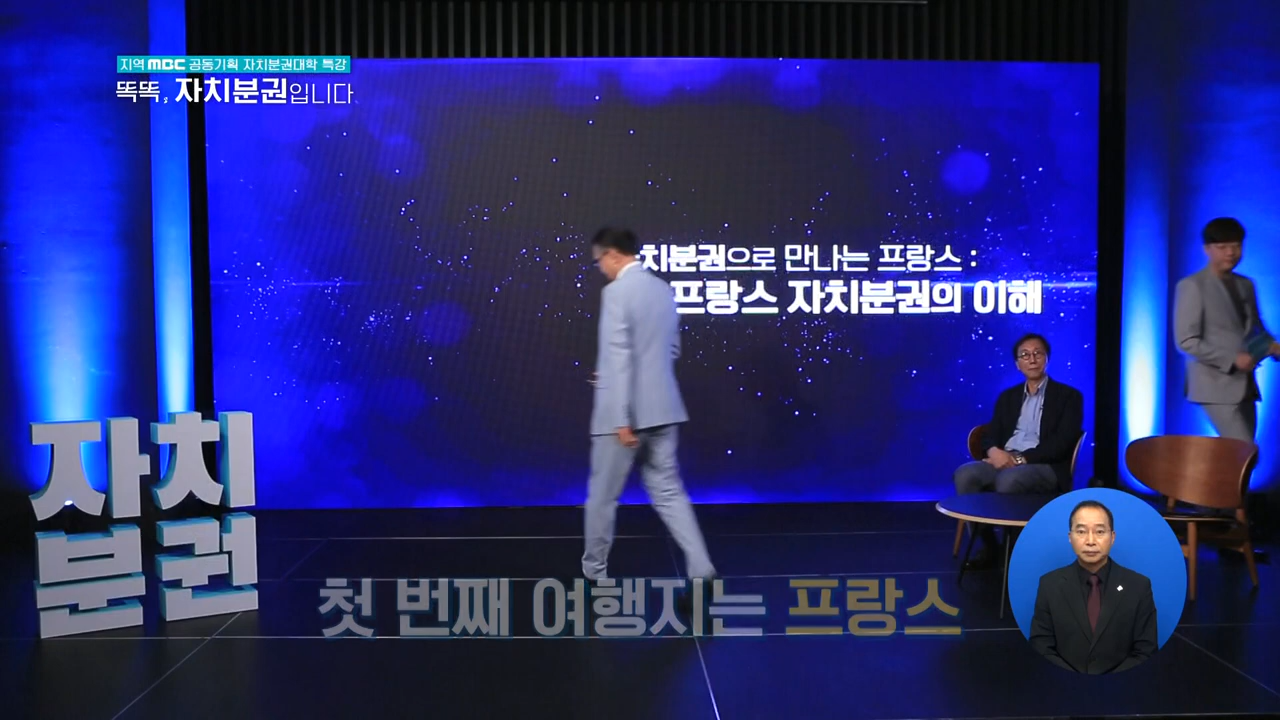 지역 MBC 공동기획 자치분권대학 특강
똑똑, 자치분권입니다
치분권으로 만나는 프랑스 :
프랑스 자치분권의 이해
자치
분권
첫 번째 여행지는 프랑스